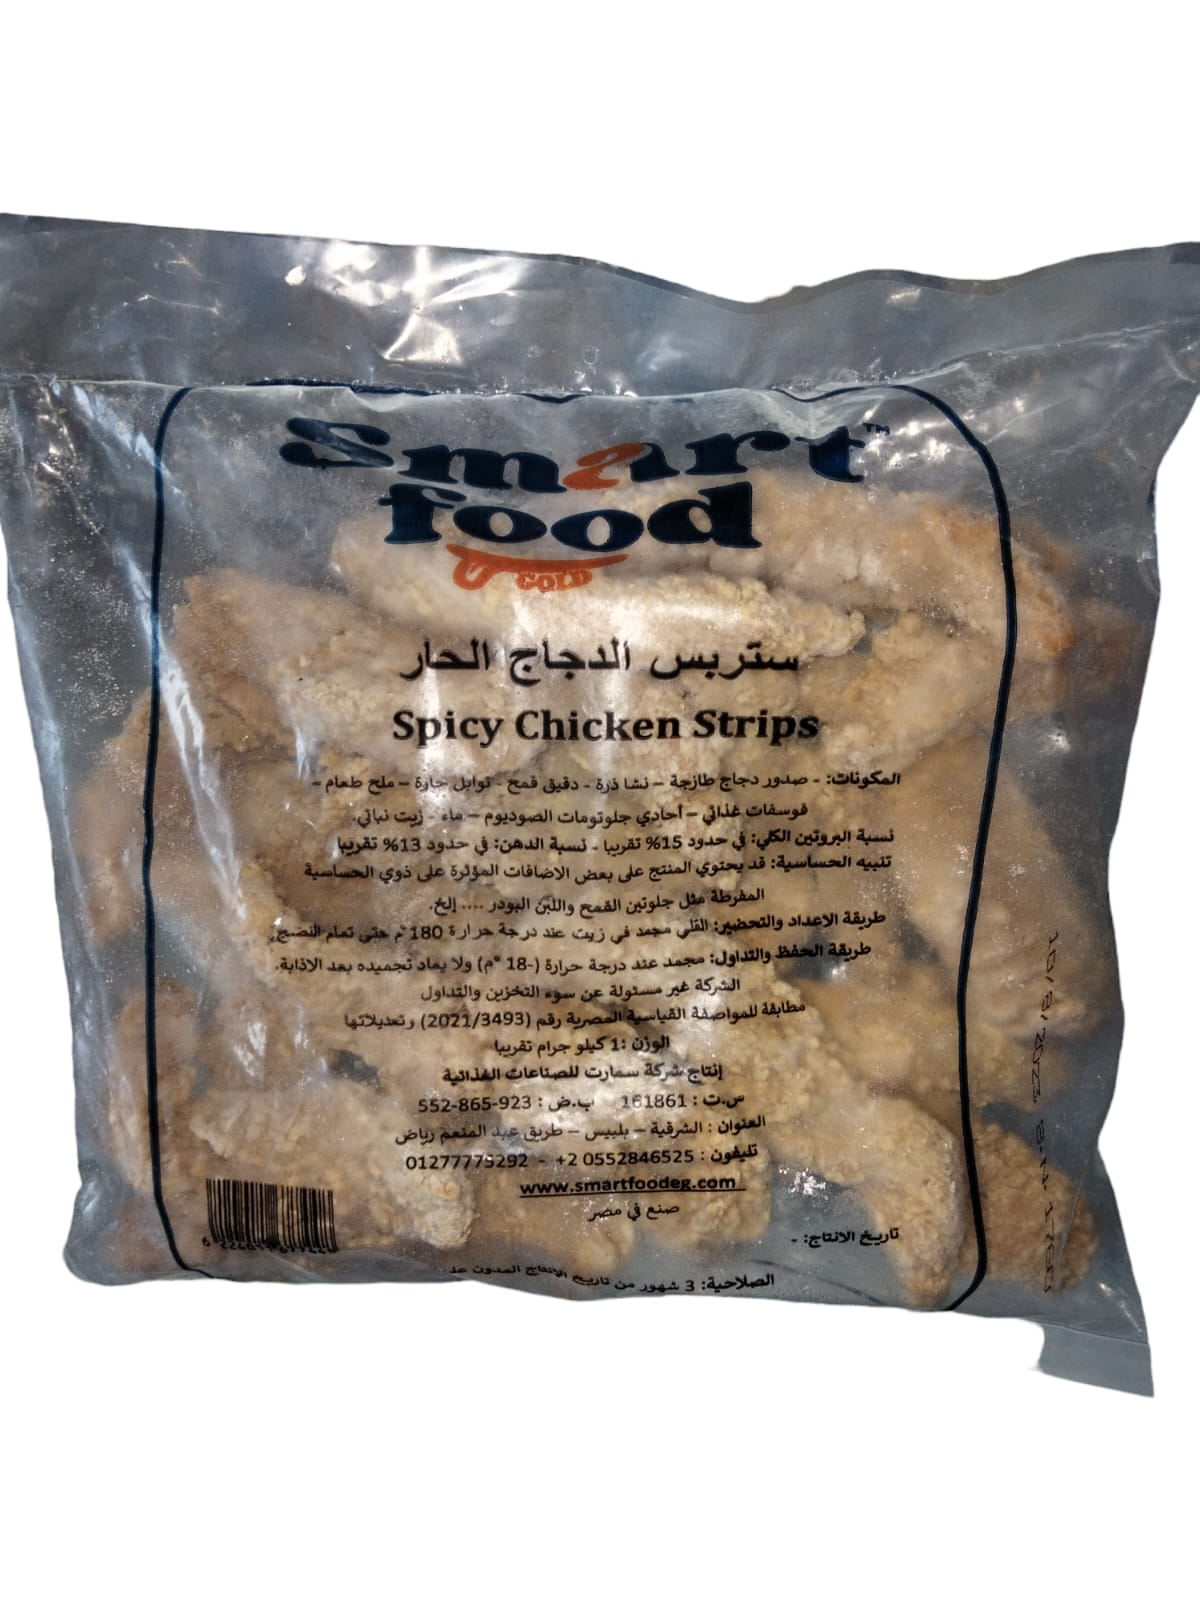 Smart™
food
GOLD
ستربس الدجاج الحار
Spicy Chicken Strips
المكونات: - صدور دجاج طازجة – نشا ذرة - دقيق قمح - توابل حارة – ملح طعام –
فوسفات غذائي – أحادي جلوتومات الصوديوم – ماء - زيت نباتي.
نسبة البروتين الكلي: في حدود 15% تقريبا - نسبة الدهن: في حدود 13% تقريبا
تنبيه الحساسية: قد يحتوي المنتج على بعض الاضافات المؤثرة على ذوي الحساسية
المفرطة مثل جلوتين القمح واللبن البودر .... إلخ.
طريقة الاعداد والتحضير: القلي مجمد في زيت عند درجة حرارة 180°م حتى تمام النضج.
طريقة الحفظ والتداول: مجمد عند درجة حرارة (-18 °م) ولا يعاد تجميده بعد الاذابة.
الشركة غير مسئولة عن سوء التخزين والتداول
مطابقة للمواصفة القياسية المصرية رقم (2021/3493) وتعديلاتها
الوزن :1 كيلو جرام تقريبا
إنتاج شركة سمارت للصناعات الغذائية
س.ت : 161861 ب.ض : 923-865-552
العنوان : الشرقية – بلبيس – طريق عبد المنعم رياض
تليفون : 0552846525 2+ - 01277775292
www.smartfoodeg.com
صنع في مصر
تاريخ الانتاج: -
الصلاحية: 3 شهور من تاريخ الانتاج المدون